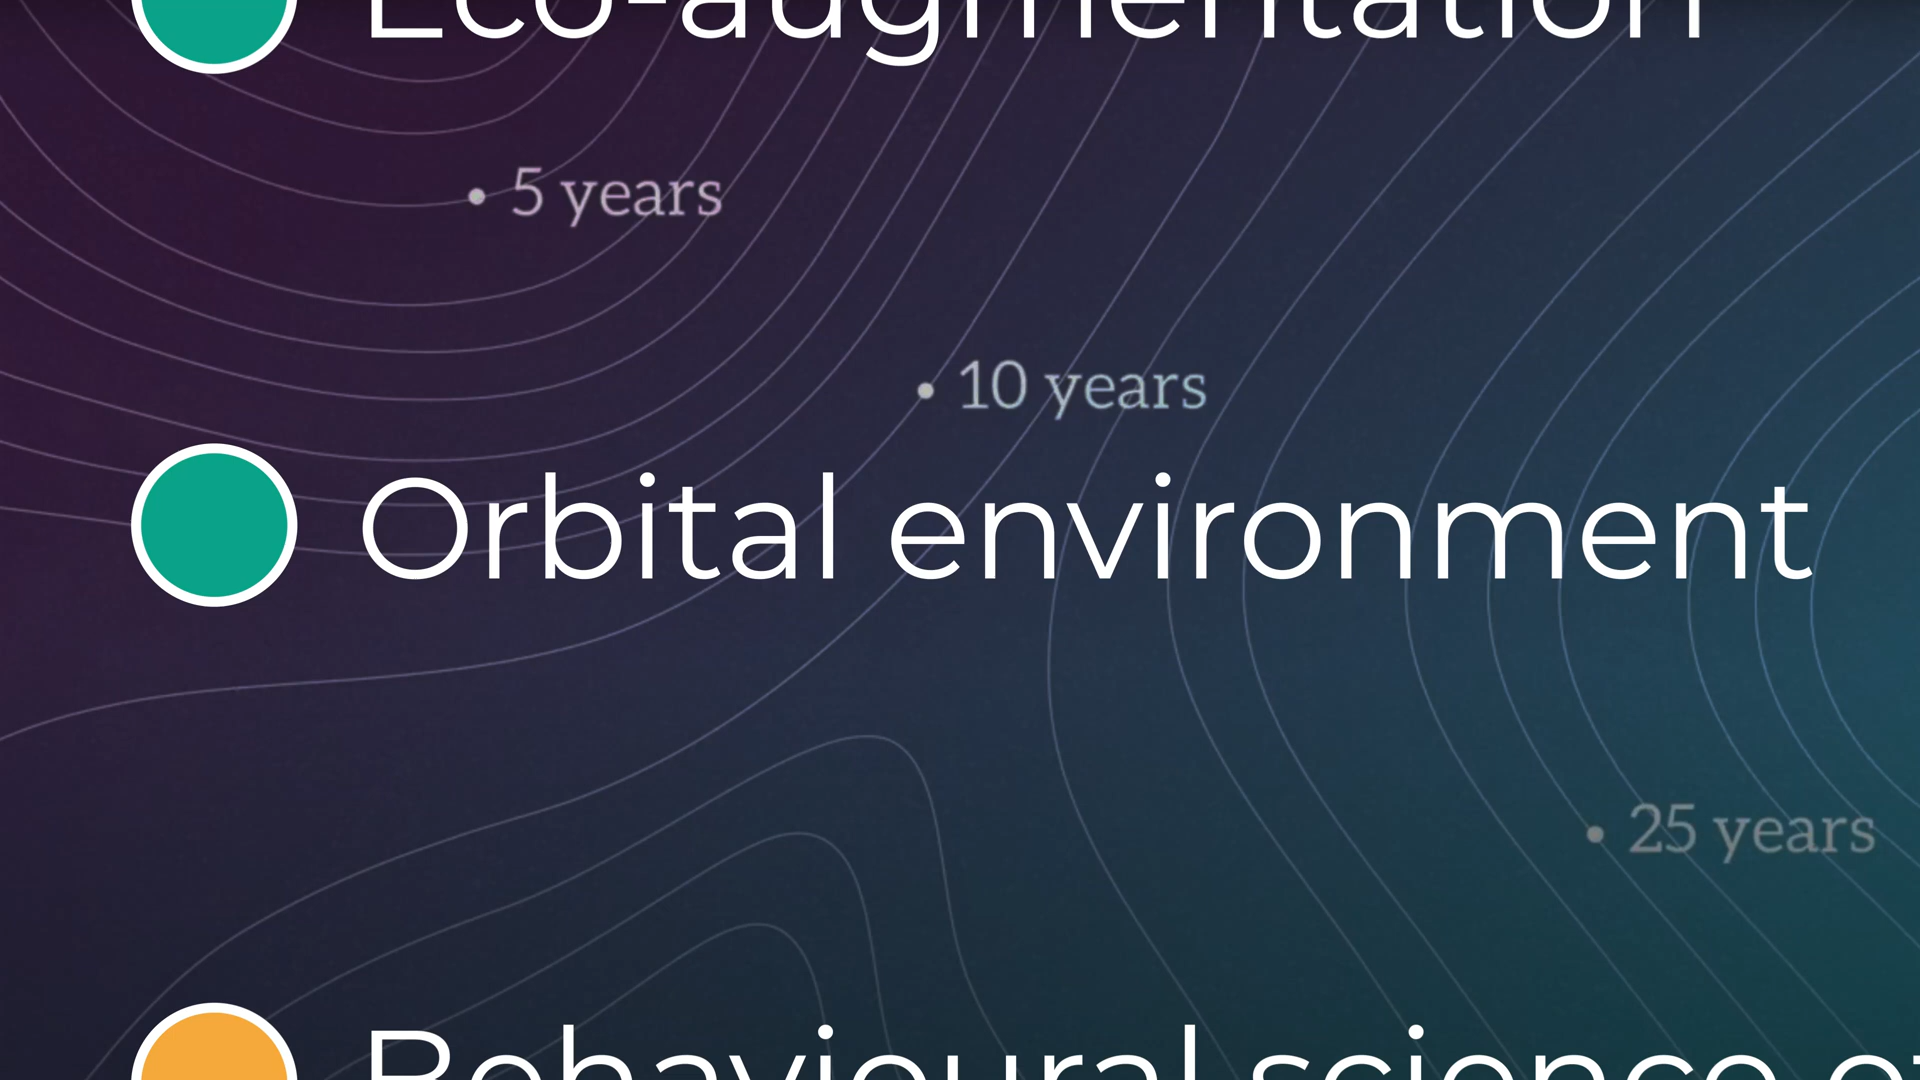 Eco-augmentation
5 years
10 years
Orbital environment
25 years
Behavioural science